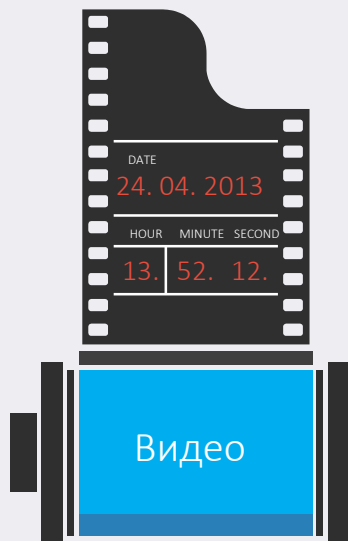 DATE
24. 04. 2013
HOUR MINUTE SECOND
13. 52. 12.
Видео